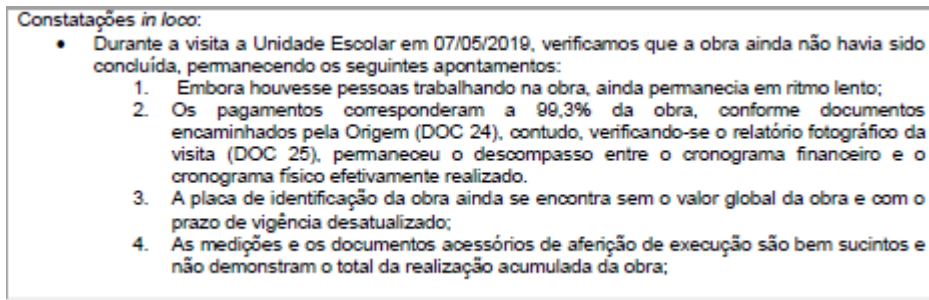 Constatações in loco:
• Durante a visita a Unidade Escolar em 07/05/2019, verificamos que a obra ainda não havia sido
concluída, permanecendo os seguintes apontamentos:
1. Embora houvesse pessoas trabalhando na obra, ainda permanecia em ritmo lento;
2. Os pagamentos corresponderam a 99,3% da obra, conforme documentos
encaminhados pela Origem (DOC 24), contudo, verificando-se o relatório fotográfico da
visita (DOC 25), permaneceu o descompasso entre o cronograma financeiro e o
cronograma físico efetivamente realizado.
3. A placa de identificação da obra ainda se encontra sem o valor global da obra e com o
prazo de vigência desatualizado;
4. As medições e os documentos acessórios de aferição de execução são bem sucintos e
não demonstram o total da realização acumulada da obra;